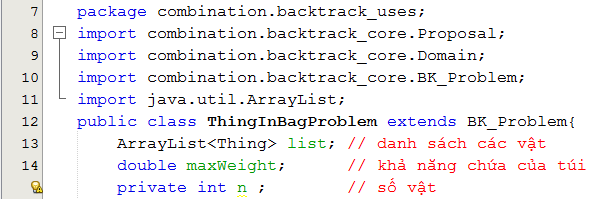 7 package combination.backtrack_uses;
8 import combination.backtrack_core.Proposal;
9 import combination.backtrack_core.Domain;
10 import combination.backtrack_core.BK_Problem;
11 import java.util.ArrayList;
12 public class ThingInBagProblem extends BK_Problem{
13 ArrayList<Thing> list; // danh sách các vật
14 double maxWeight; // khả năng chứa của túi
private int n ; // số vật